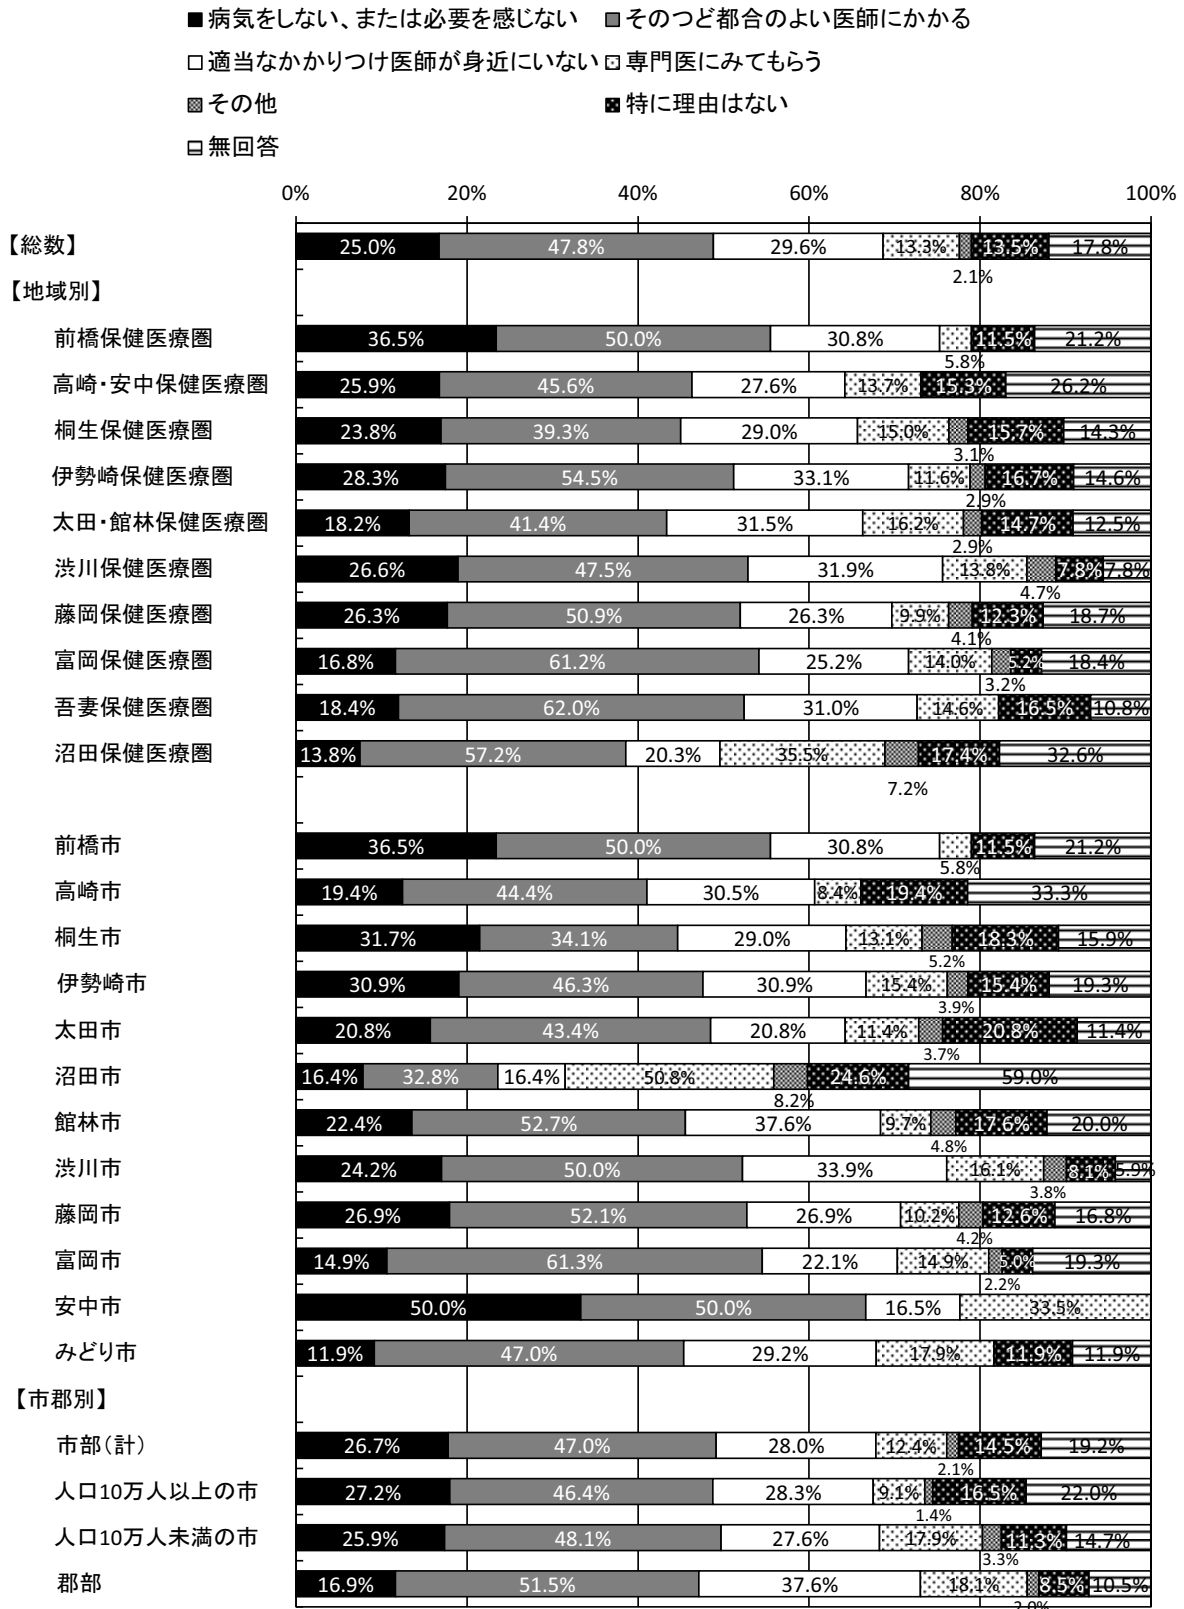 病気をしない、または必要を感じない そのつど都合のよい医師にかかる
適当なかかりつけ医師が身近にいない 専門医にみてもらう
その他 特に理由はない
無回答
0% 20% 40% 60% 80% 100%
【総数】 25.0% 47.8% 29.6% 13.3% 13.5% 17.8%
2.1%
【地域別】
前橋保健医療圏 36.5% 50.0% 30.8% 11.5% 21.2%
5.8%
高崎・安中保健医療圏 25.9% 45.6% 27.6% 13.7% 15.3% 26.2%
桐生保健医療圏 23.8% 39.3% 29.0% 15.0% 15.7% 14.3%
3.1%
伊勢崎保健医療圏 28.3% 54.5% 33.1% 11.6% 16.7% 14.6%
2.9%
太田・館林保健医療圏 18.2% 41.4% 31.5% 16.2% 14.7% 12.5%
2.9%
渋川保健医療圏 26.6% 47.5% 31.9% 13.8% 7.8% 7.8%
4.7%
藤岡保健医療圏 26.3% 50.9% 26.3% 9.9% 12.3% 18.7%
4.1%
富岡保健医療圏 16.8% 61.2% 25.2% 14.0% 5.2% 18.4%
3.2%
吾妻保健医療圏 18.4% 62.0% 31.0% 14.6% 16.5% 10.8%
沼田保健医療圏 13.8% 57.2% 20.3% 35.5% 17.4% 32.6%
7.2%
前橋市 36.5% 50.0% 30.8% 11.5% 21.2%
5.8%
高崎市 19.4% 44.4% 30.5% 8.4% 19.4% 33.3%
桐生市 31.7% 34.1% 29.0% 13.1% 18.3% 15.9%
5.2%
伊勢崎市 30.9% 46.3% 30.9% 15.4% 15.4% 19.3%
3.9%
太田市 20.8% 43.4% 20.8% 11.4% 20.8% 11.4%
3.7%
沼田市 16.4% 32.8% 16.4% 50.8% 24.6% 59.0%
8.2%
館林市 22.4% 52.7% 37.6% 9.7% 17.6% 20.0%
4.8%
渋川市 24.2% 50.0% 33.9% 16.1% 8.1% 5.9%
3.8%
藤岡市 26.9% 52.1% 26.9% 10.2% 12.6% 16.8%
4.2%
富岡市 14.9% 61.3% 22.1% 14.9% 5.0% 19.3%
2.2%
安中市 50.0% 50.0% 16.5% 33.5%
みどり市 11.9% 47.0% 29.2% 17.9% 11.9% 11.9%
【市郡別】
市部（計） 26.7% 47.0% 28.0% 12.4% 14.5% 19.2%
2.1%
人口10万人以上の市 27.2% 46.4% 28.3% 9.1% 16.5% 22.0%
1.4%
人口10万人未満の市 25.9% 48.1% 27.6% 17.9% 11.3% 14.7%
3.3%
郡部 16.9% 51.5% 37.6% 18.1% 8.5% 10.5%
2.0%